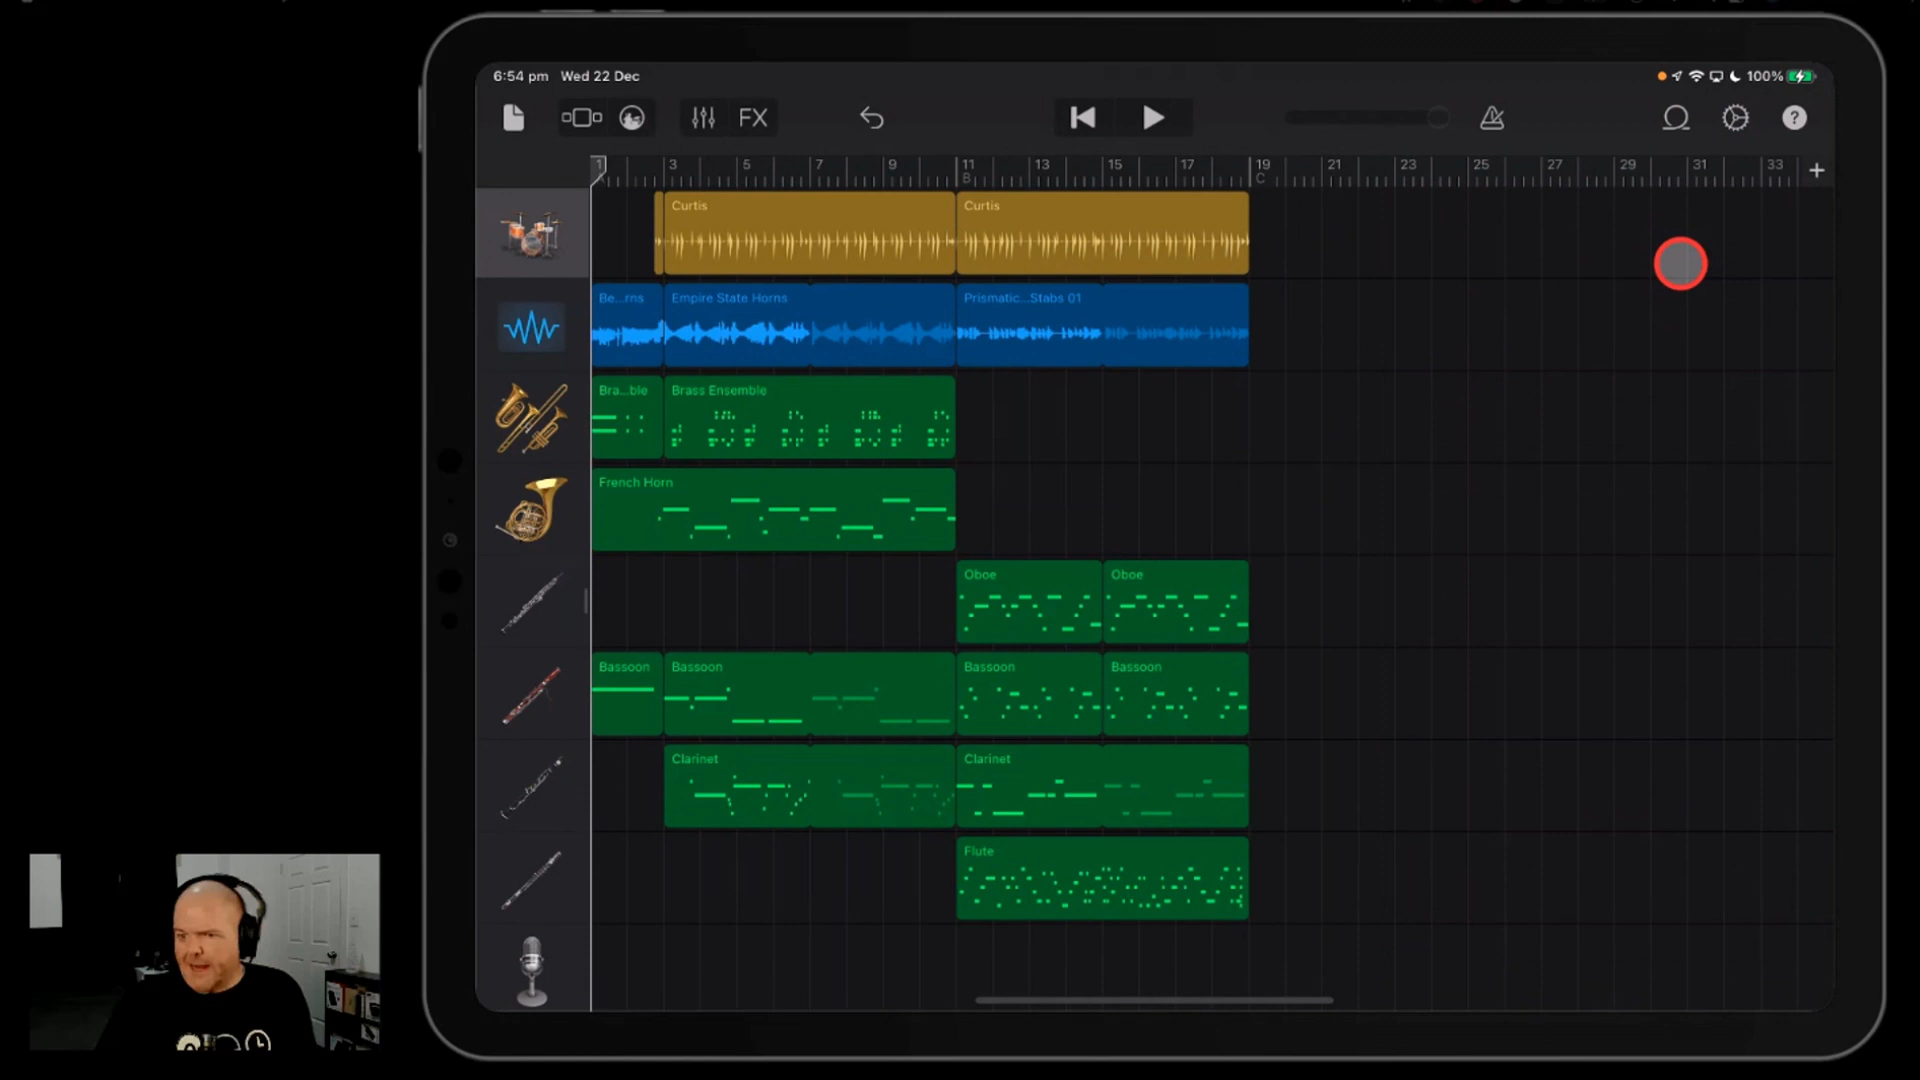 6:54 pm Wed 22 Dec
100%
FX
?
1 3 5 7 9 11 13 15 17 19 21 23 25 27 29 31 33 +
B C
Curtis Curtis
Be...rns Empire State Horns Prismatic...Stabs 01
Bra...ble Brass Ensemble
French Horn
Oboe Oboe
Bassoon Bassoon Bassoon Bassoon
Clarinet Clarinet
Flute